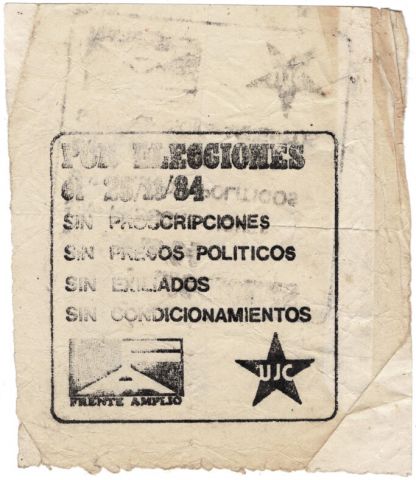 POR ELECCIONES
el 25/11/84
SIN PROSCRIPCIONES
SIN PRESOS POLITICOS
SIN EXILIADOS
SIN CONDICIONAMIENTOS
FRENTE AMPLIO
UJC